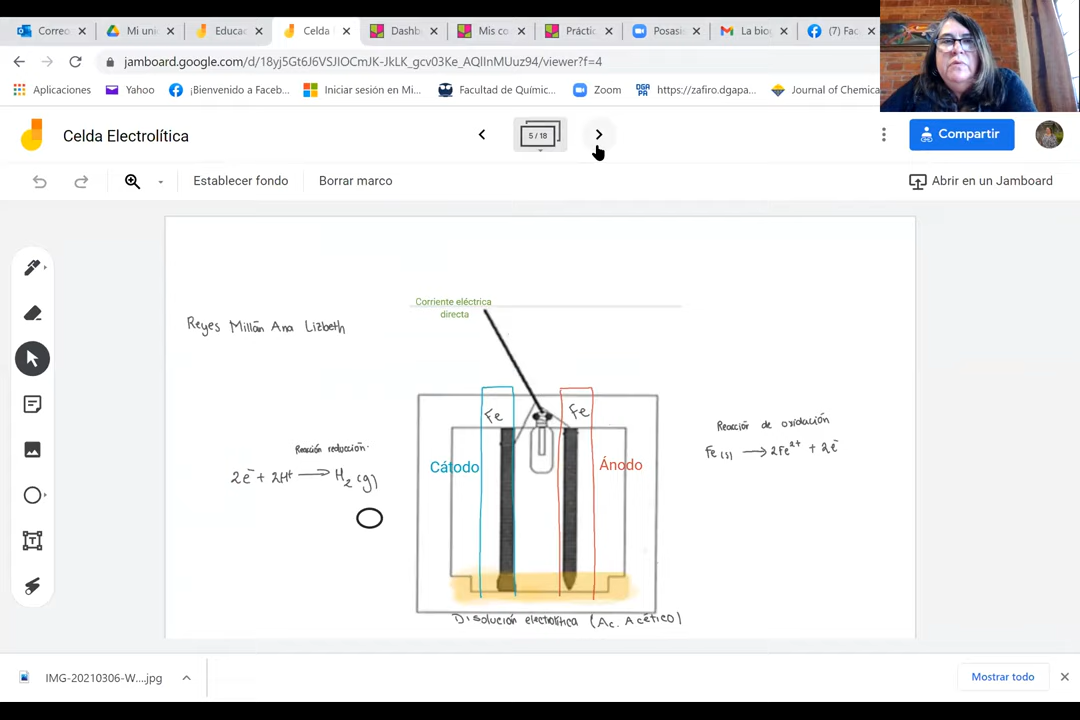 Correo
Mi uni
Educa
Celda
Dashb
Mis co
Práctic
Posas
La bio
(7) Fac
jamboard.google.com/d/18yj5Gt6J6VSJlOCmJK-JkLK_gcv03Ke_AQlInMUuz94/viewer?f=4
Aplicaciones
Yahoo
¡Bienvenido a Faceb...
Iniciar sesión en Mi...
Facultad de Químic...
Zoom
https://zafiro.dgapa...
Journal of Chemica
Celda Electrolítica
5 / 18
Compartir
Establecer fondo
Borrar marco
Abrir en un Jamboard
Corriente eléctrica
directa
Reyes Millán Ana Lizbeth
Fe
Fe
Reacción de oxidación
Fe(s) → 2Fe²⁺ + 2e⁻
Reacción reducción:
2e⁻ + 2H⁺ → H₂(g)
Cátodo
Ánodo
Disolución electrolítica (Ac. Acético)
IMG-20210306-W....jpg
Mostrar todo